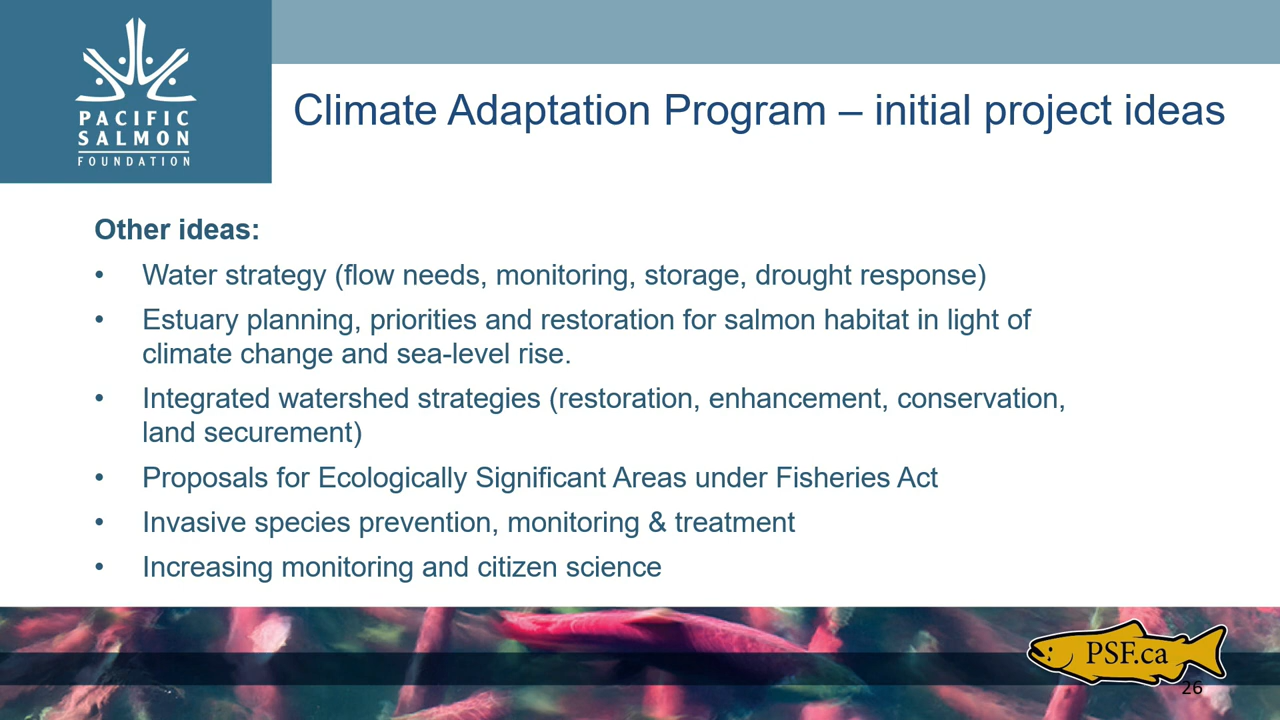 PACIFIC
SALMON
FOUNDATION
Climate Adaptation Program – initial project ideas
Other ideas:
• Water strategy (flow needs, monitoring, storage, drought response)
• Estuary planning, priorities and restoration for salmon habitat in light of
climate change and sea-level rise.
• Integrated watershed strategies (restoration, enhancement, conservation,
land securement)
• Proposals for Ecologically Significant Areas under Fisheries Act
• Invasive species prevention, monitoring & treatment
• Increasing monitoring and citizen science
PSF.ca
26